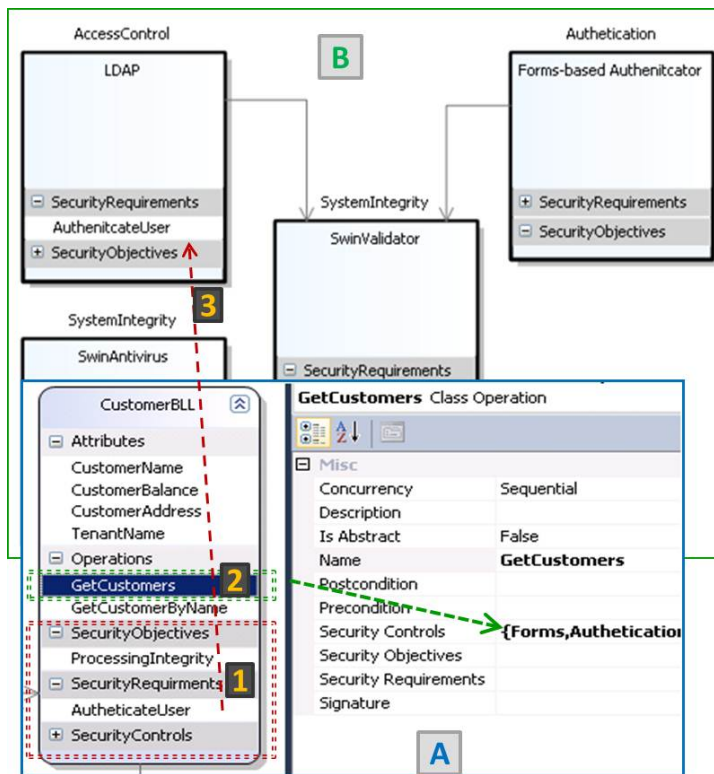 AccessControl
LDAP
SecurityRequirements
AuthenitcateUser
SecurityObjectives
B
Authetication
Forms-based Authenitcator
SecurityRequirements
SecurityObjectives
SystemIntegrity
SwinValidator
SecurityRequirements
3
SystemIntegrity
SwinAntivirus
CustomerBLL
Attributes
CustomerName
CustomerBalance
CustomerAddress
TenantName
Operations
GetCustomers
2
GetCustomerByName
SecurityObjectives
ProcessingIntegrity
SecurityRequirments
1
AutheticateUser
SecurityControls
GetCustomers Class Operation
Misc
Concurrency Sequential
Description
Is Abstract False
Name GetCustomers
Postcondition
Precondition
Security Controls {Forms,Authetication
Security Objectives
Security Requirements
Signature
A